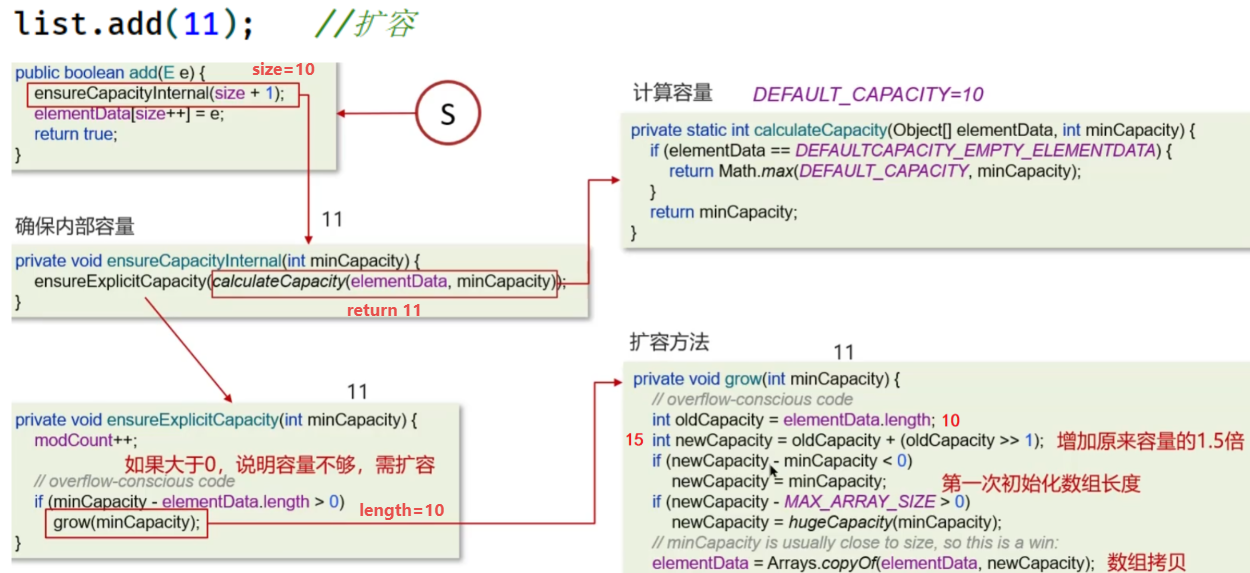 list.add(11);    //扩容
public boolean add(E e) { size=10
ensureCapacityInternal(size + 1);
elementData[size++] = e;
return true;
}
S
计算容量 DEFAULT_CAPACITY=10
private static int calculateCapacity(Object[] elementData, int minCapacity) {
if (elementData == DEFAULTCAPACITY_EMPTY_ELEMENTDATA) {
return Math.max(DEFAULT_CAPACITY, minCapacity);
}
return minCapacity;
}
确保内部容量 11
private void ensureCapacityInternal(int minCapacity) {
ensureExplicitCapacity(calculateCapacity(elementData, minCapacity));
}
return 11
11
private void ensureExplicitCapacity(int minCapacity) {
modCount++;
如果大于0，说明容量不够，需扩容
// overflow-conscious code
if (minCapacity - elementData.length > 0)
grow(minCapacity);
length=10
}
扩容方法 11
private void grow(int minCapacity) {
// overflow-conscious code
int oldCapacity = elementData.length; 10
15 int newCapacity = oldCapacity + (oldCapacity >> 1); 增加原来容量的1.5倍
if (newCapacity - minCapacity < 0)
newCapacity = minCapacity; 第一次初始化数组长度
if (newCapacity - MAX_ARRAY_SIZE > 0)
newCapacity = hugeCapacity(minCapacity);
// minCapacity is usually close to size, so this is a win:
elementData = Arrays.copyOf(elementData, newCapacity); 数组拷贝